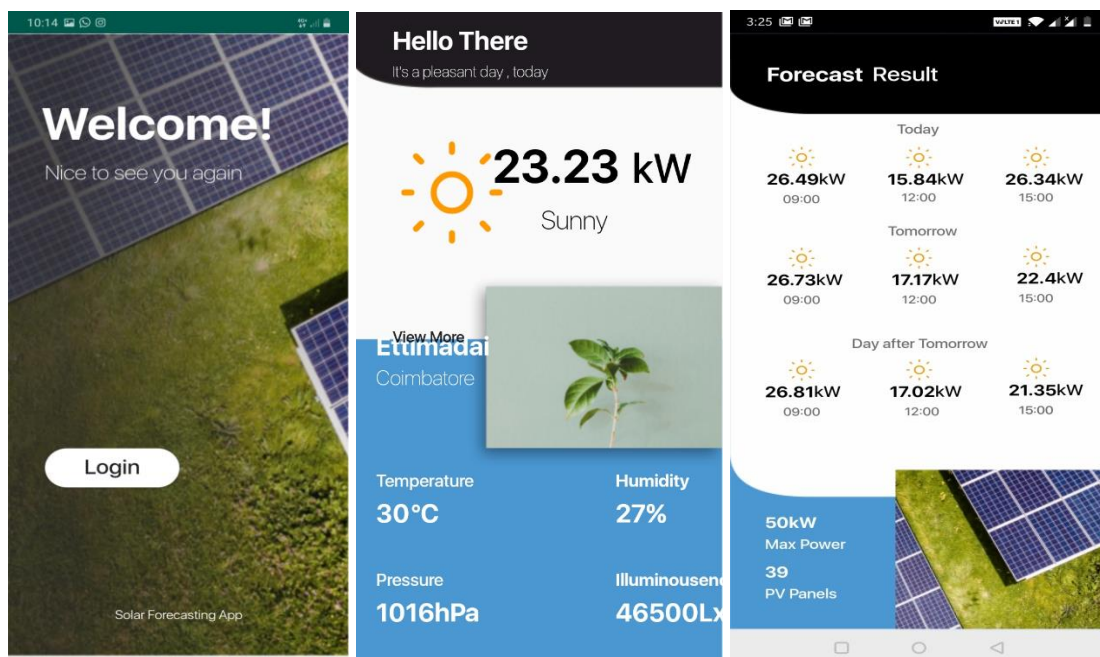 10:14
Welcome!
Nice to see you again
Login
Solar Forecasting App
Hello There
It's a pleasant day , today
23.23 kW
Sunny
View More
Ettimadai
Coimbatore
Temperature Humidity
30°C 27%
Pressure Illuminousene
1016hPa 46500Lx
3:25
Forecast Result
Today
26.49kW 15.84kW 26.34kW
09:00 12:00 15:00
Tomorrow
26.73kW 17.17kW 22.4kW
09:00 12:00 15:00
Day after Tomorrow
26.81kW 17.02kW 21.35kW
09:00 12:00 15:00
50kW
Max Power
39
PV Panels